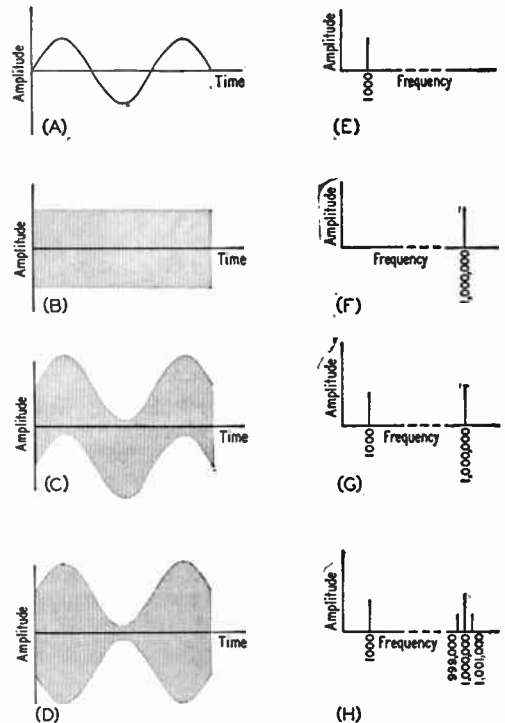 Amplitude
Time
(A)
Amplitude
1000
Frequency
(E)
Amplitude
Time
(B)
Amplitude
Frequency
1,000,000
(F)
Amplitude
Time
(C)
Amplitude
1000
Frequency
1,000,000
(G)
Amplitude
Time
(D)
Amplitude
1000
Frequency
999,000
1,000,000
1,001,000
(H)